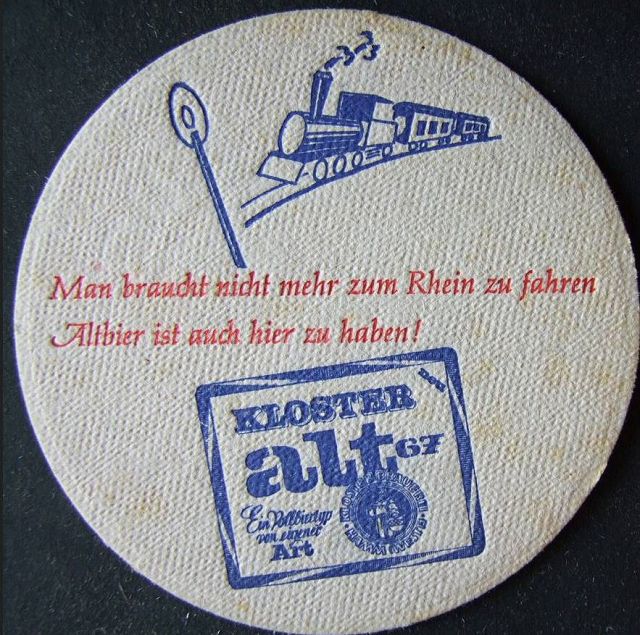 Man braucht nicht mehr zum Rhein zu fahren
Altbier ist auch hier zu haben!
neu
KLOSTER
alt 67
Ein Vollbiertyp
von eigener
Art